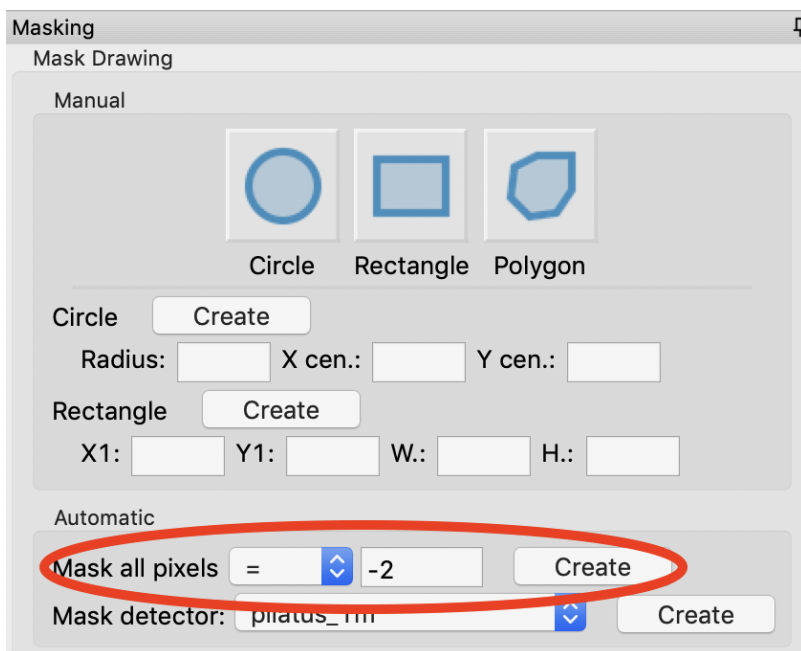 Masking
Mask Drawing
Manual
Circle Rectangle Polygon
Circle Create
Radius: X cen.: Y cen.:
Rectangle Create
X1: Y1: W.: H.:
Automatic
Mask all pixels = -2 Create
Mask detector: pilatus_1m Create